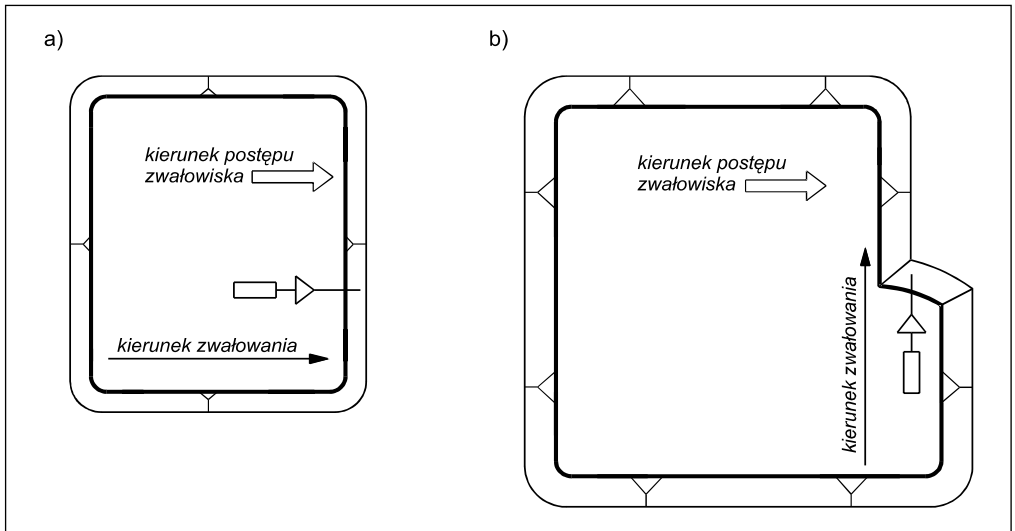 a)
kierunek postępu
zwałowiska
kierunek zwałowania
b)
kierunek postępu
zwałowiska
kierunek zwałowania